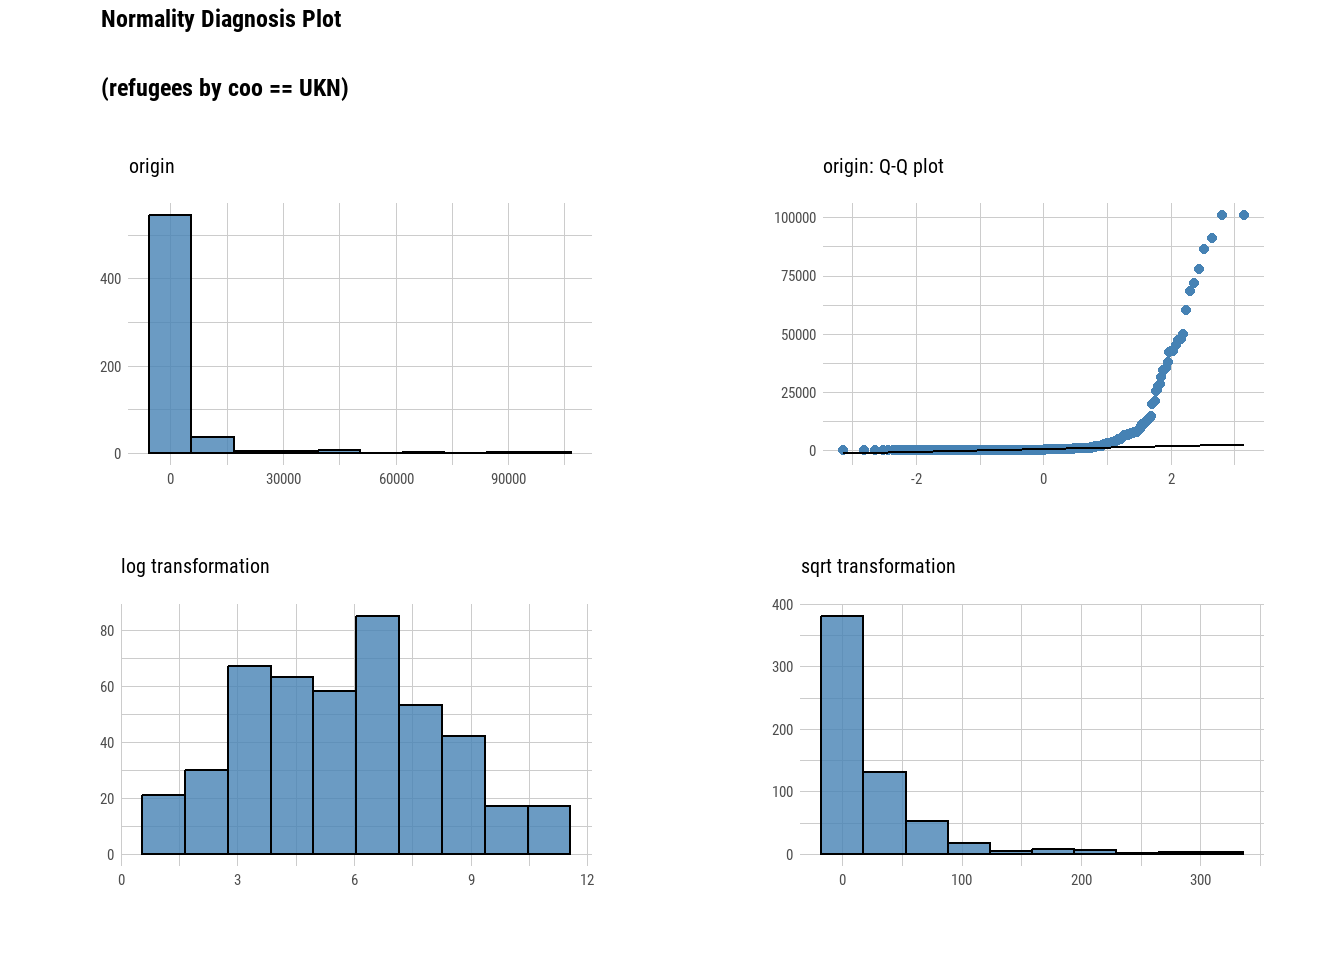 Normality Diagnosis Plot
(refugees by coo == UKN)
origin
400
200
0
0 30000 60000 90000
origin: Q-Q plot
100000
75000
50000
25000
0
-2 0 2
log transformation
80
60
40
20
0
0 3 6 9 12
sqrt transformation
400
300
200
100
0
0 100 200 300